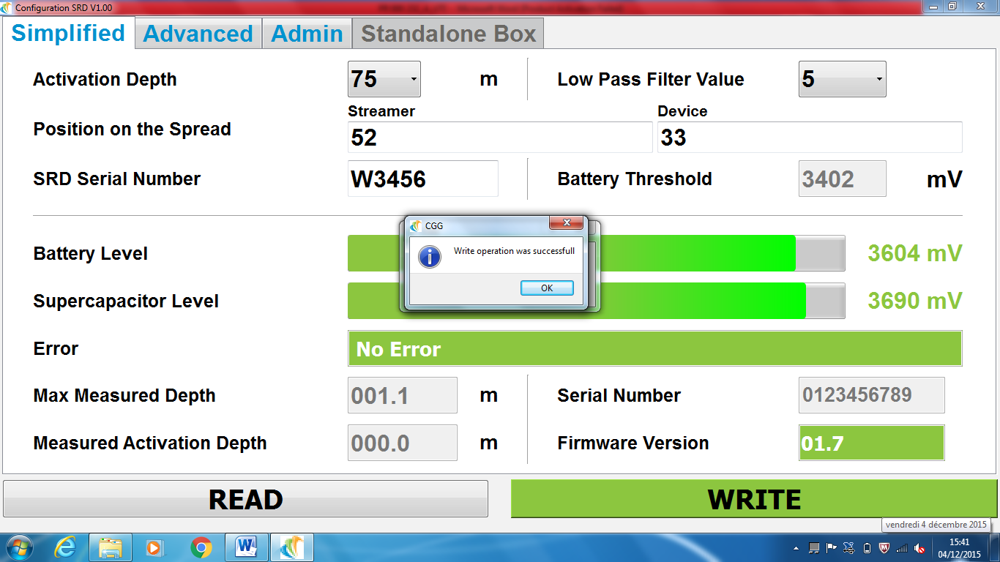 Configuration SRD V1.00
Simplified Advanced Admin Standalone Box
Activation Depth 75 m Low Pass Filter Value 5
Streamer Device
Position on the Spread 52 33
SRD Serial Number W3456 Battery Threshold 3402 mV
CGG
Write operation was successfull
OK
Battery Level 3604 mV
Supercapacitor Level 3690 mV
Error No Error
Max Measured Depth 001.1 m Serial Number 0123456789
Measured Activation Depth 000.0 m Firmware Version 01.7
READ WRITE
vendredi 4 décembre 2015
15:41
04/12/2015